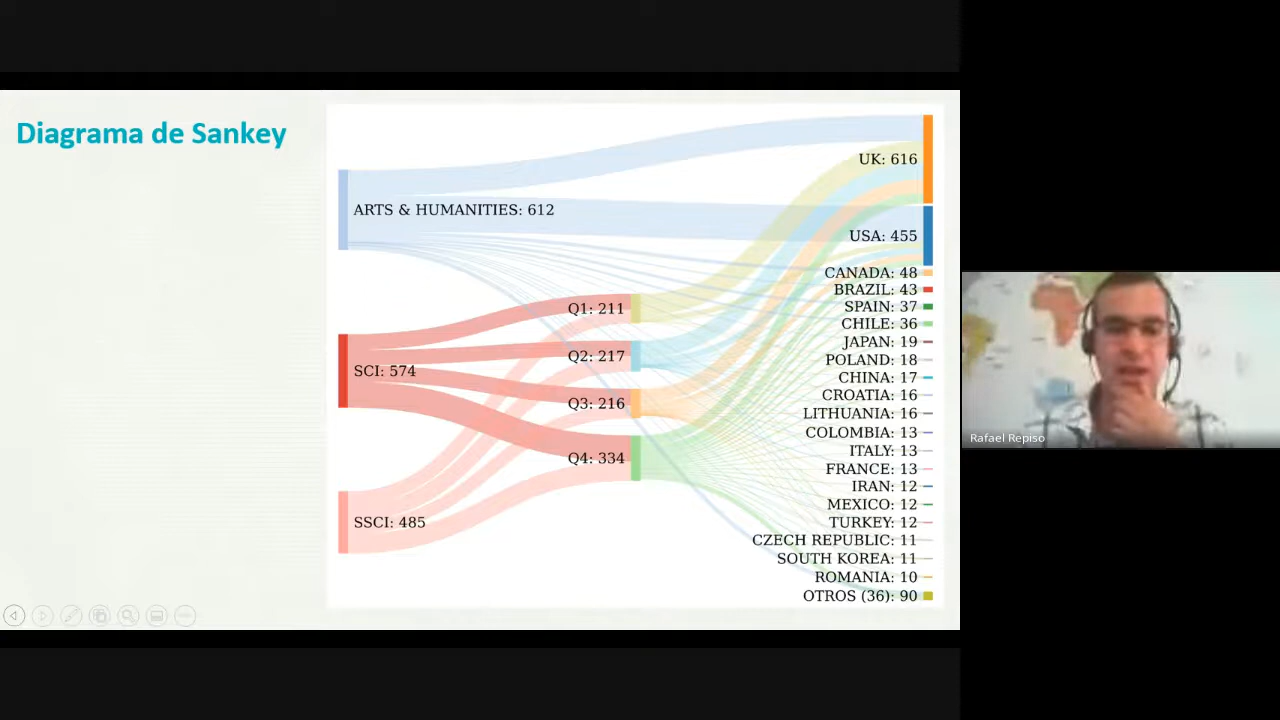 Diagrama de Sankey
ARTS & HUMANITIES: 612
SCI: 574
SSCI: 485
Q1: 211
Q2: 217
Q3: 216
Q4: 334
UK: 616
USA: 455
CANADA: 48
BRAZIL: 43
SPAIN: 37
CHILE: 36
JAPAN: 19
POLAND: 18
CHINA: 17
CROATIA: 16
LITHUANIA: 16
COLOMBIA: 13
ITALY: 13
FRANCE: 13
IRAN: 12
MEXICO: 12
TURKEY: 12
CZECH REPUBLIC: 11
SOUTH KOREA: 11
ROMANIA: 10
OTROS (36): 90
Rafael Repiso